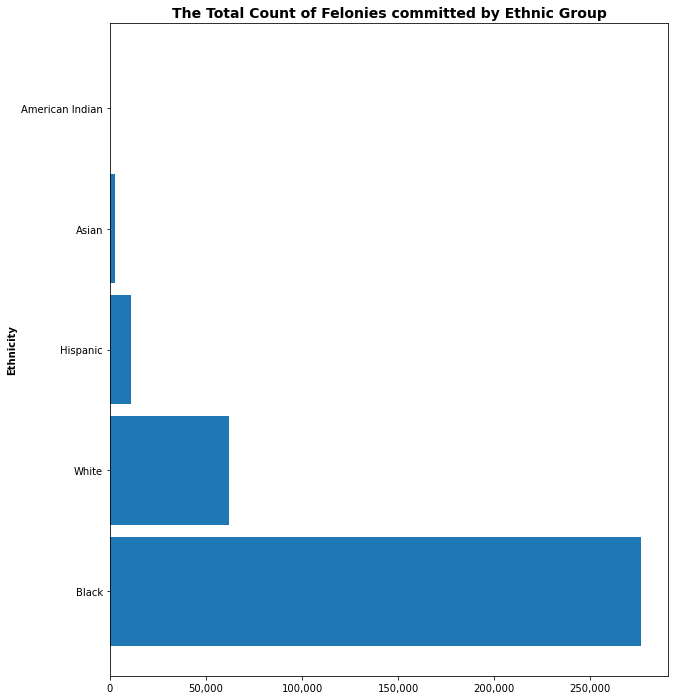 The Total Count of Felonies committed by Ethnic Group
American Indian
Asian
Hispanic
White
Black
Ethnicity
0 50,000 100,000 150,000 200,000 250,000